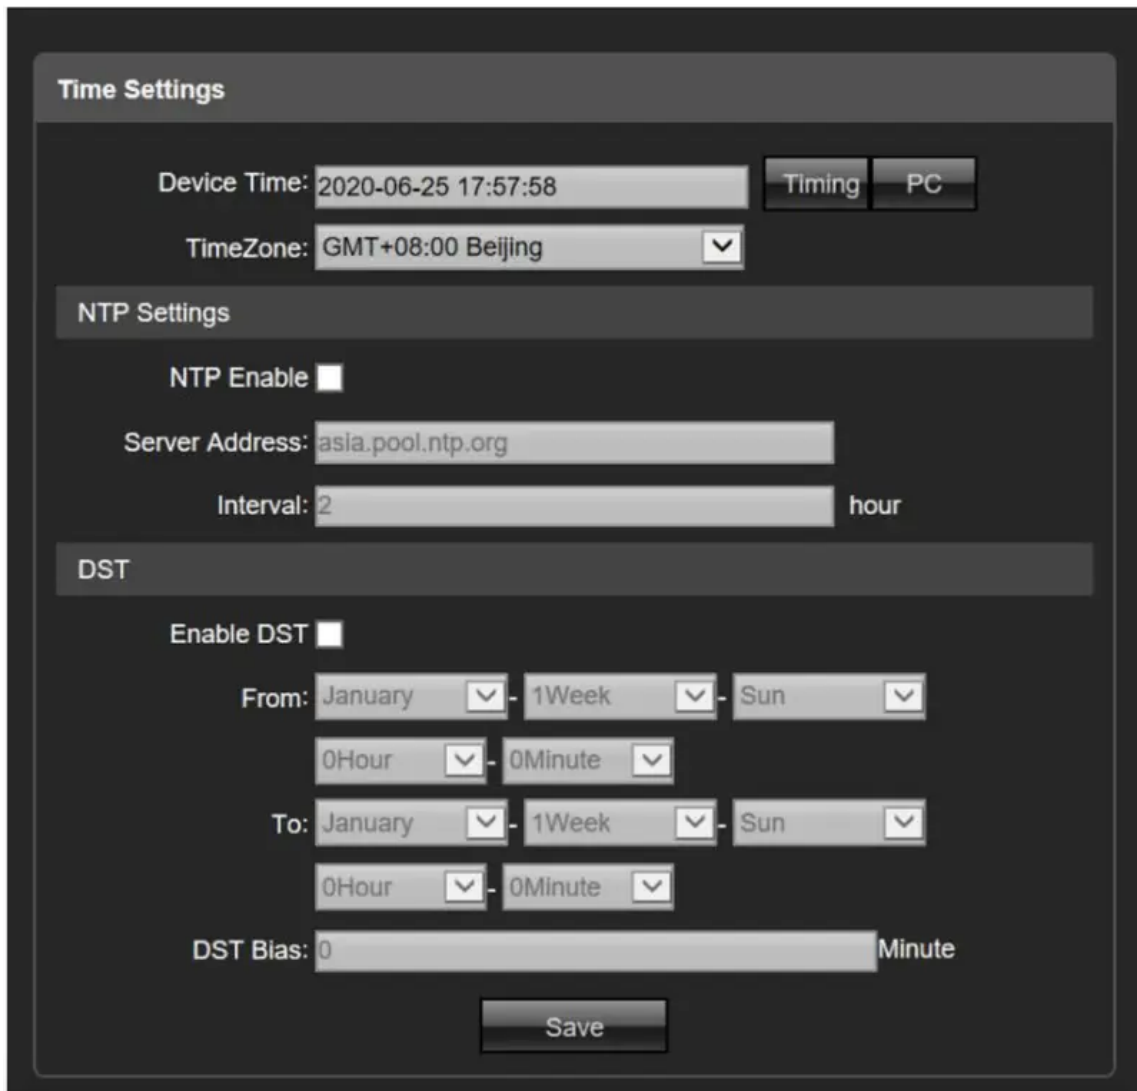 Time Settings
Device Time: 2020-06-25 17:57:58 Timing PC
TimeZone: GMT+08:00 Beijing
NTP Settings
NTP Enable
Server Address: asia.pool.ntp.org
Interval: 2 hour
DST
Enable DST
From: January - 1Week - Sun
0Hour - 0Minute
To: January - 1Week - Sun
0Hour - 0Minute
DST Bias: 0 Minute
Save